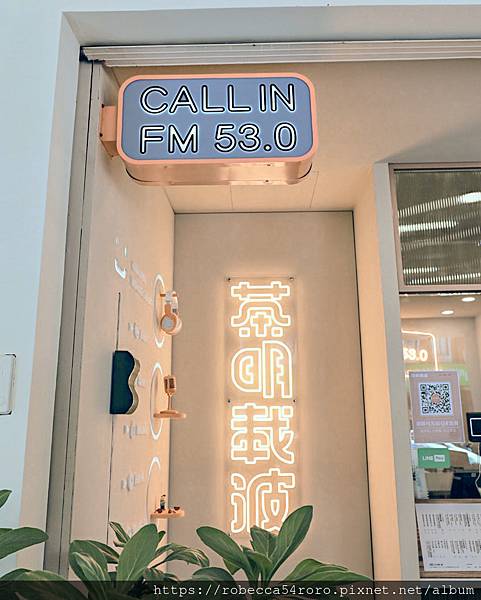 CALL IN
FM 53.0
茶明載波
53.0
LINE Pay
https://robecca54roro.pixnet.net/album